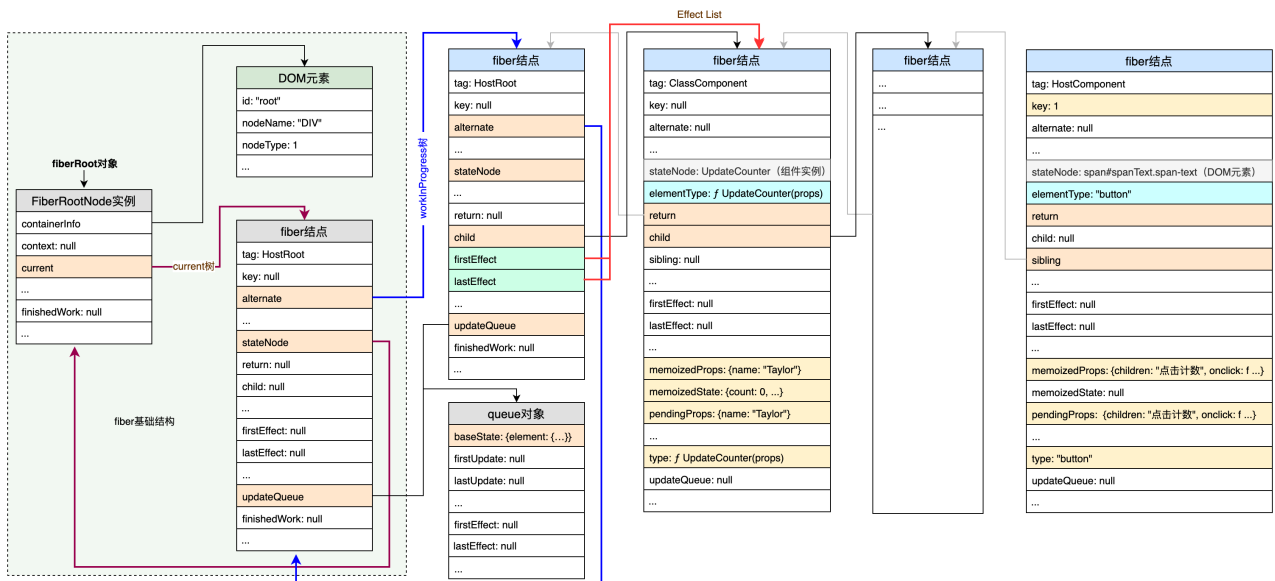 Effect List
fiberRoot对象
FiberRootNode实例
containerInfo
context: null
current
...
finishedWork: null
...
fiber基础结构
DOM元素
id: "root"
nodeName: "DIV"
nodeType: 1
...
current树
fiber结点
tag: HostRoot
key: null
alternate
...
stateNode
return: null
child: null
...
firstEffect: null
lastEffect: null
...
updateQueue
finishedWork: null
...
workInProgress树
fiber结点
tag: HostRoot
key: null
alternate
...
stateNode
...
return: null
child
firstEffect
lastEffect
...
updateQueue
finishedWork: null
...
queue对象
baseState: {element: {…}}
firstUpdate: null
lastUpdate: null
...
firstEffect: null
lastEffect: null
...
fiber结点
tag: ClassComponent
key: null
alternate: null
...
stateNode: UpdateCounter（组件实例）
elementType: ƒ UpdateCounter(props)
return
child
sibling: null
...
firstEffect: null
lastEffect: null
...
memoizedProps: {name: "Taylor"}
memoizedState: {count: 0, ...}
pendingProps: {name: "Taylor"}
...
type: ƒ UpdateCounter(props)
updateQueue: null
...
fiber结点
...
...
...
fiber结点
tag: HostComponent
key: 1
alternate: null
...
stateNode: span#spanText.span-text（DOM元素）
elementType: "button"
return
child: null
sibling
...
firstEffect: null
lastEffect: null
...
memoizedProps: {children: "点击计数", onclick: f ...}
memoizedState: null
pendingProps: {children: "点击计数", onclick: f ...}
...
type: "button"
updateQueue: null
...